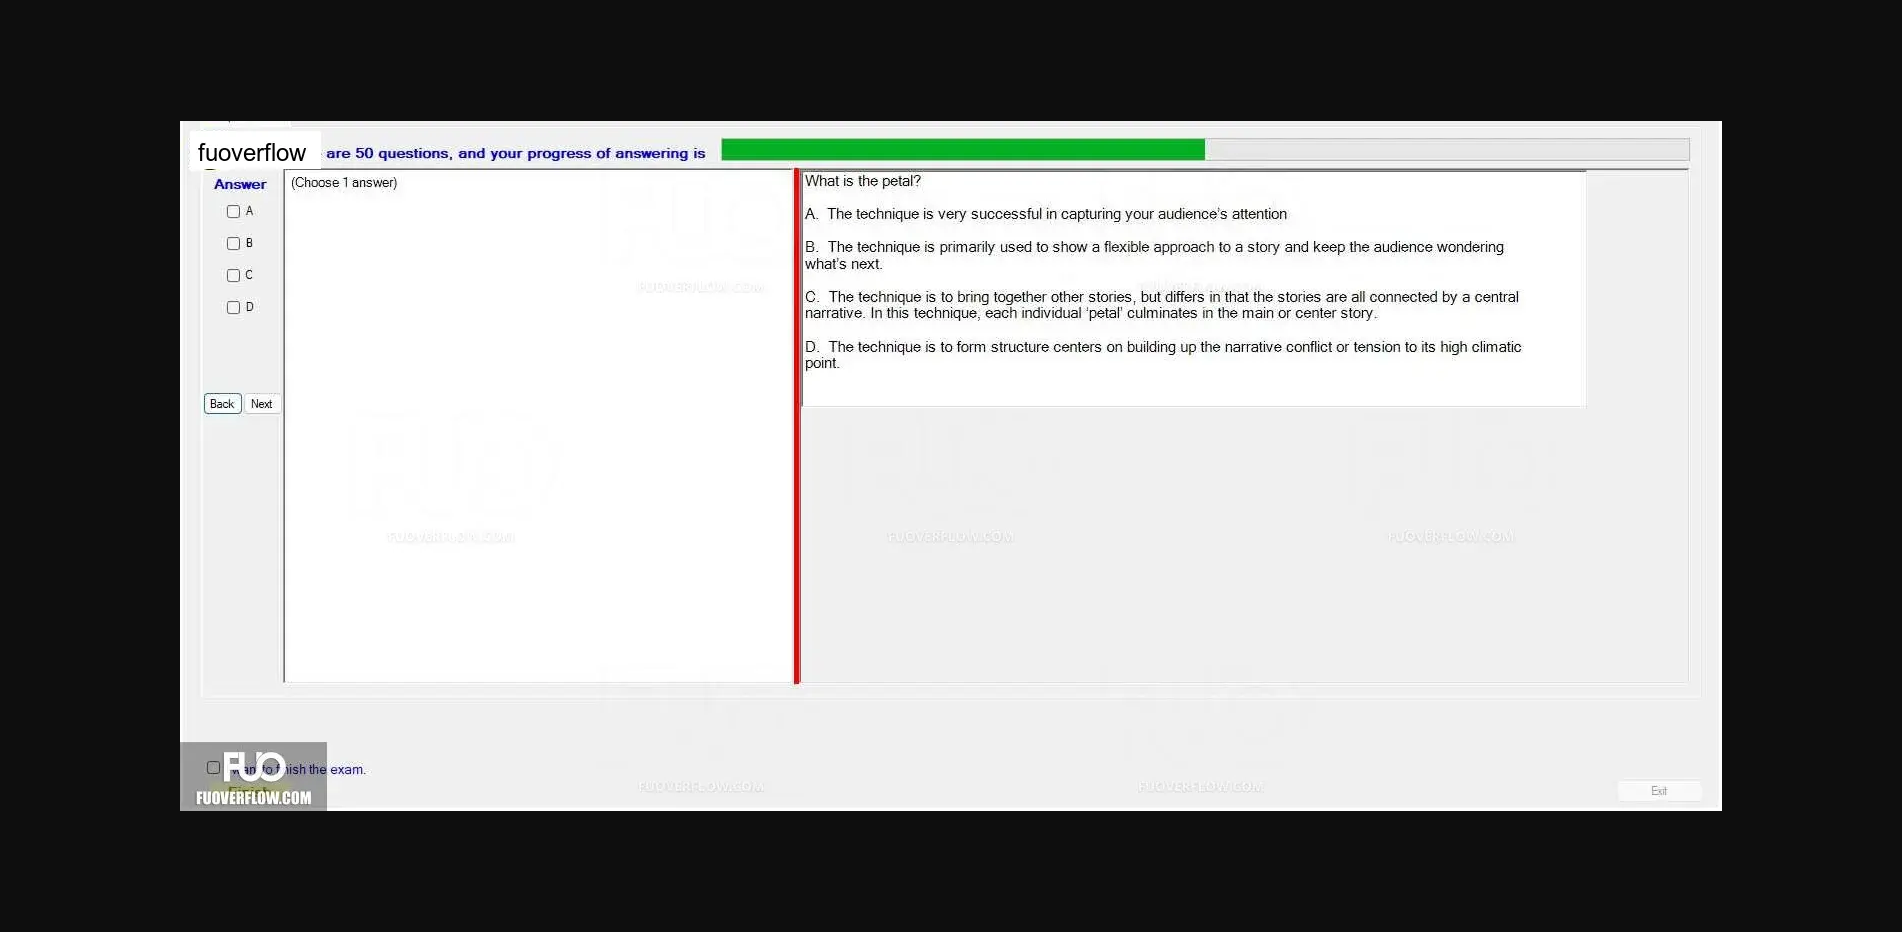 fuoverflow
are 50 questions, and your progress of answering is
Answer
A
B
C
D
Back Next
(Choose 1 answer)
What is the petal?
A. The technique is very successful in capturing your audience's attention
B. The technique is primarily used to show a flexible approach to a story and keep the audience wondering
what's next.
C. The technique is to bring together other stories, but differs in that the stories are all connected by a central
narrative. In this technique, each individual 'petal' culminates in the main or center story.
D. The technique is to form structure centers on building up the narrative conflict or tension to its high climatic
point.
FUOVERFLOW.COM
FUOVERFLOW.COM
FUOVERFLOW.COM FUOVERFLOW.COM FUOVERFLOW.COM
FUOVERFLOW.COM FUOVERFLOW.COM
want to finish the exam.
FUO
Finish
FUOVERFLOW.COM
Exit